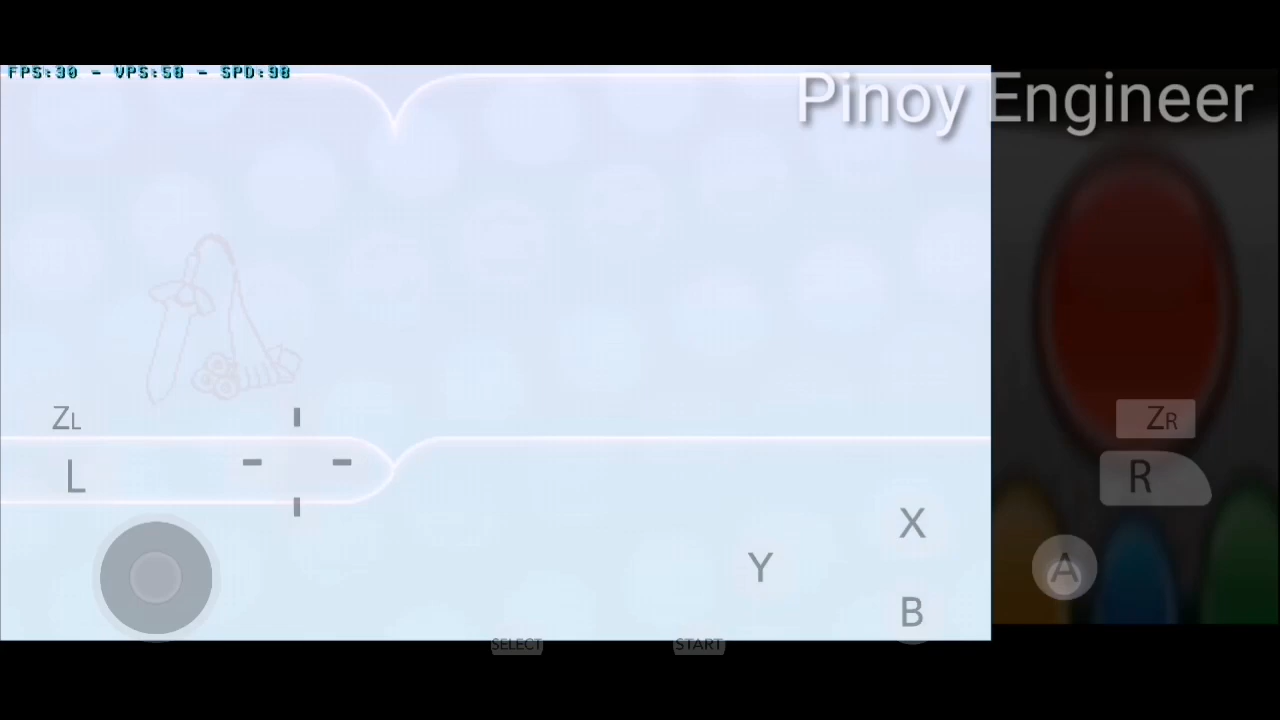 FPS:30 - VPS:58 - SPD:98
Pinoy Engineer
ZL
ZR
L
R
X
Y
A
B
SELECT
START